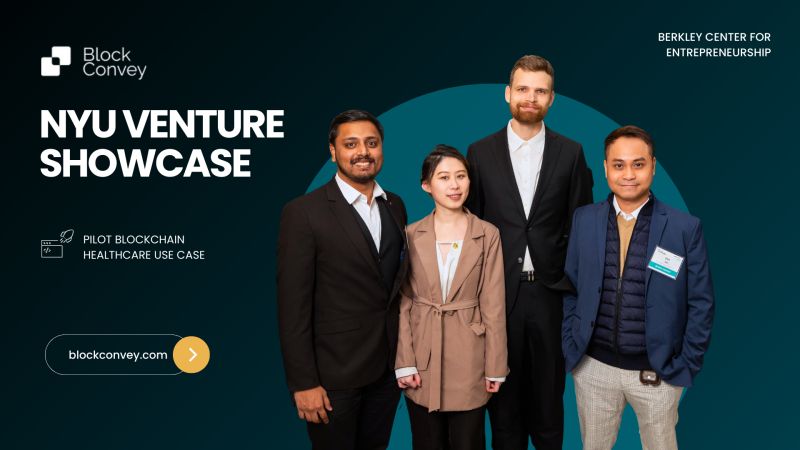 Block
Convey
BERKLEY CENTER FOR
ENTREPRENEURSHIP
NYU VENTURE
SHOWCASE
PILOT BLOCKCHAIN
HEALTHCARE USE CASE
blockconvey.com